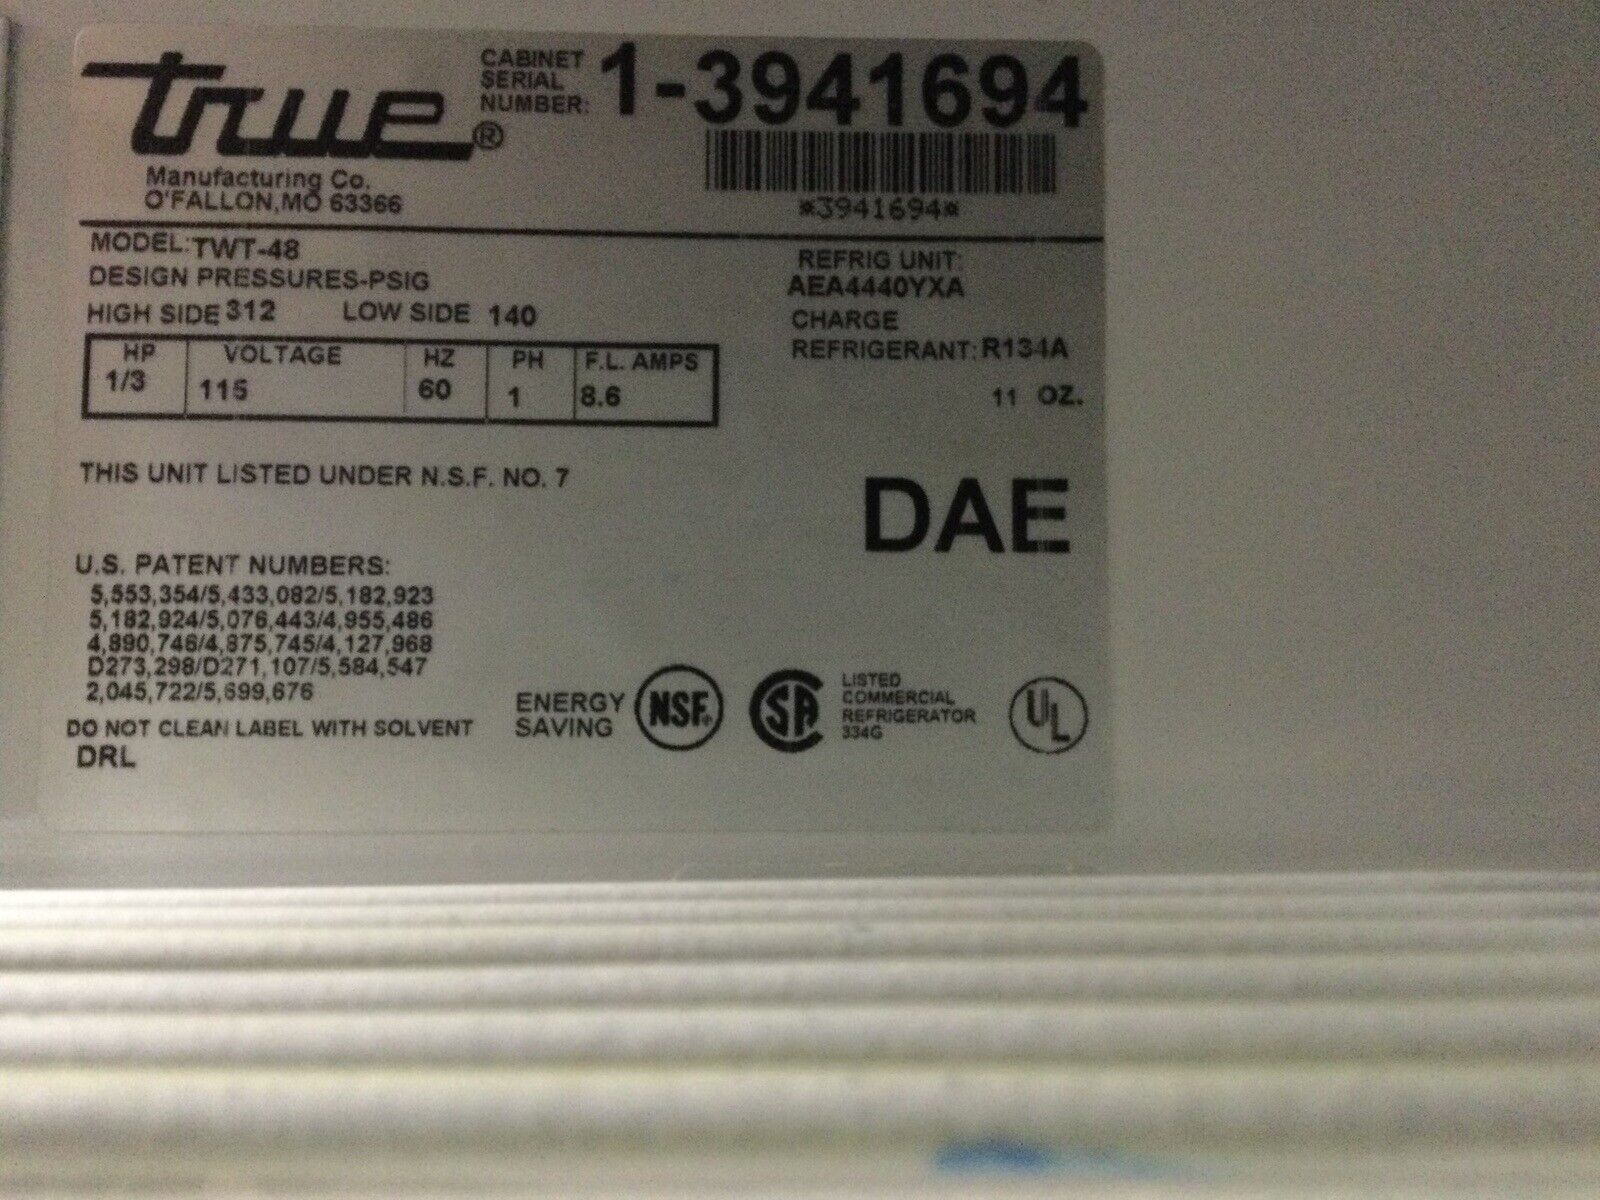 true®
Manufacturing Co.
O'FALLON,MO 63366
CABINET
SERIAL
NUMBER:
1-3941694
*3941694*
MODEL:TWT-48
DESIGN PRESSURES-PSIG
HIGH SIDE 312 LOW SIDE 140
REFRIG UNIT:
AEA4440YXA
CHARGE
REFRIGERANT: R134A
11 OZ.
HP VOLTAGE HZ PH F.L. AMPS
1/3 115 60 1 8.6
THIS UNIT LISTED UNDER N.S.F. NO. 7
DAE
U.S. PATENT NUMBERS:
5,553,354/5,433,082/5,182,923
5,182,924/5,076,443/4,955,486
4,890,746/4,875,745/4,127,968
D273,298/D271,107/5,584,547
2,045,722/5,699,676
DO NOT CLEAN LABEL WITH SOLVENT
DRL
ENERGY
SAVING
NSF®
SA
LISTED
COMMERCIAL
REFRIGERATOR
334G
UL